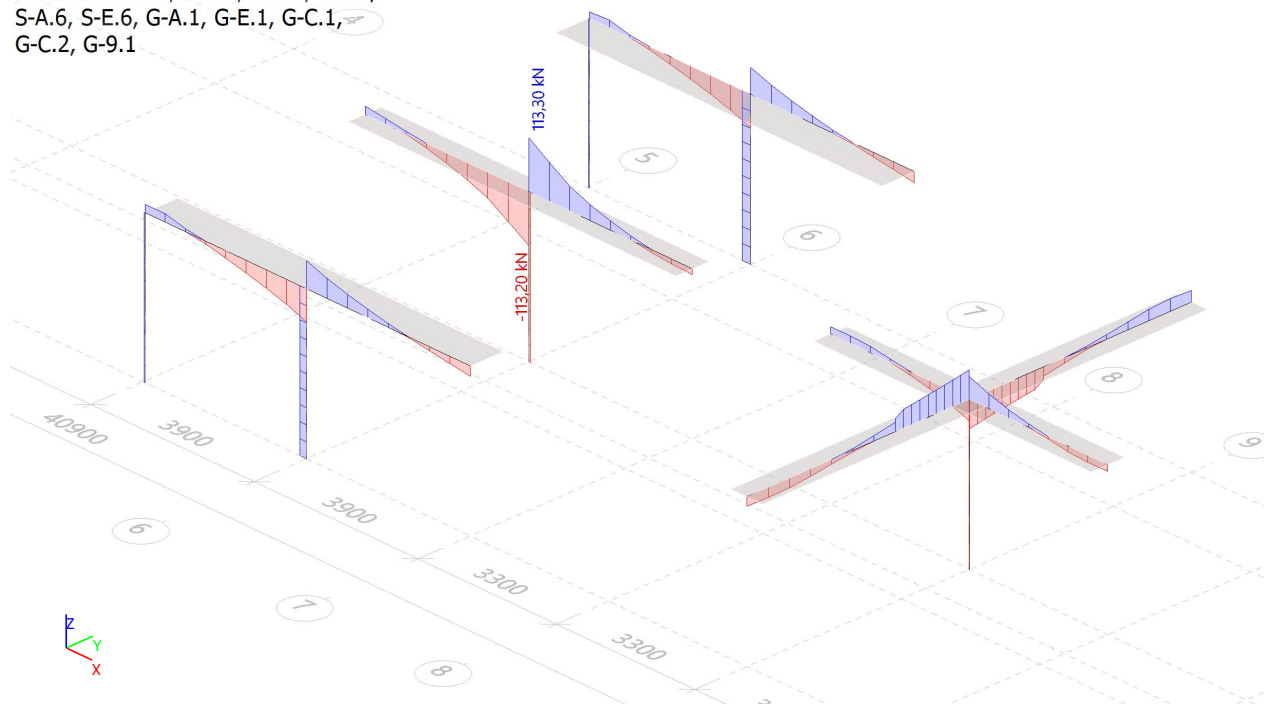 S-A.6, S-E.6, G-A.1, G-E.1, G-C.1,
G-C.2, G-9.1
4
113,30 kN
5
6
-113,20 kN
7
8
9
40900
3900
3900
3300
3300
6
7
8
Z
Y
X